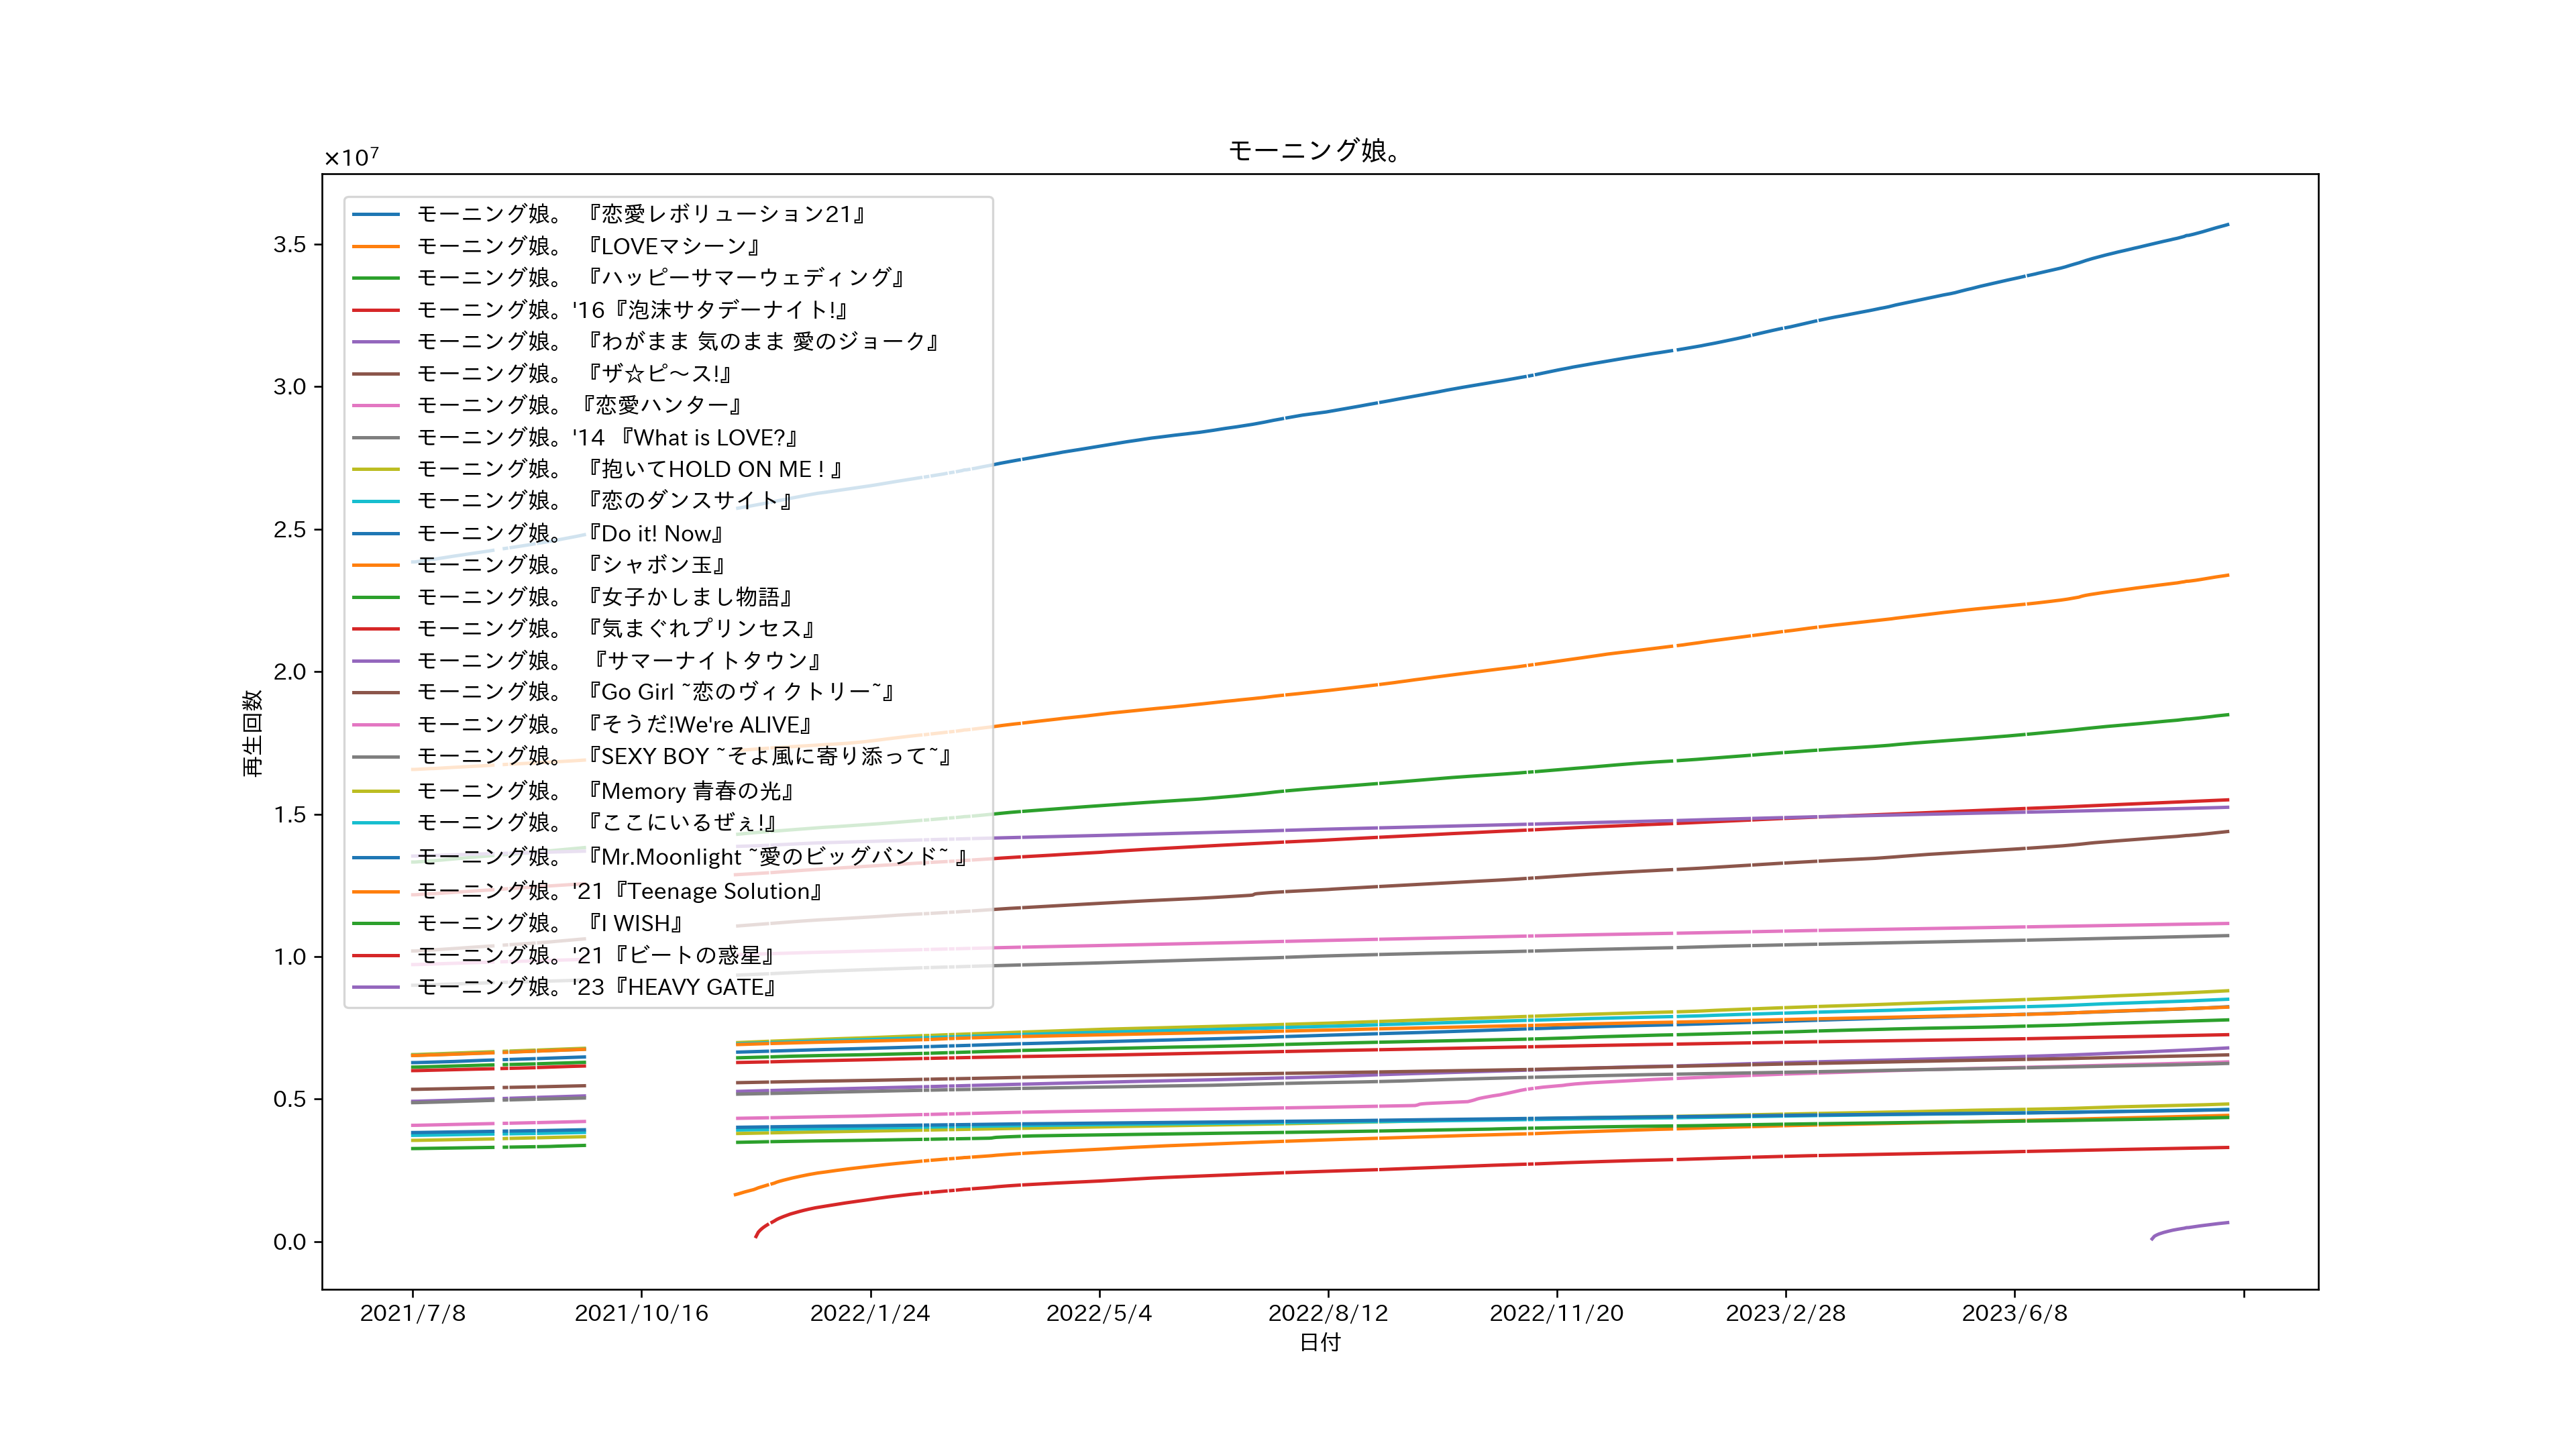 モーニング娘。
×10⁷
3.5
3.0
2.5
2.0
1.5
1.0
0.5
0.0
再生回数
モーニング娘。 『恋愛レボリューション21』
モーニング娘。 『LOVEマシーン』
モーニング娘。 『ハッピーサマーウェディング』
モーニング娘。'16『泡沫サタデーナイト!』
モーニング娘。 『わがまま 気のまま 愛のジョーク』
モーニング娘。 『ザ☆ピ〜ス!』
モーニング娘。『恋愛ハンター』
モーニング娘。'14 『What is LOVE?』
モーニング娘。 『抱いてHOLD ON ME ! 』
モーニング娘。 『恋のダンスサイト』
モーニング娘。 『Do it! Now』
モーニング娘。 『シャボン玉』
モーニング娘。 『女子かしまし物語』
モーニング娘。 『気まぐれプリンセス』
モーニング娘。 『サマーナイトタウン』
モーニング娘。 『Go Girl ~恋のヴィクトリー~』
モーニング娘。 『そうだ!We're ALIVE』
モーニング娘。 『SEXY BOY ~そよ風に寄り添って~』
モーニング娘。 『Memory 青春の光』
モーニング娘。 『ここにいるぜぇ!』
モーニング娘。 『Mr.Moonlight ~愛のビッグバンド~ 』
モーニング娘。'21『Teenage Solution』
モーニング娘。 『I WISH』
モーニング娘。'21『ビートの惑星』
モーニング娘。'23『HEAVY GATE』
2021/7/8 2021/10/16 2022/1/24 2022/5/4 2022/8/12 2022/11/20 2023/2/28 2023/6/8
日付